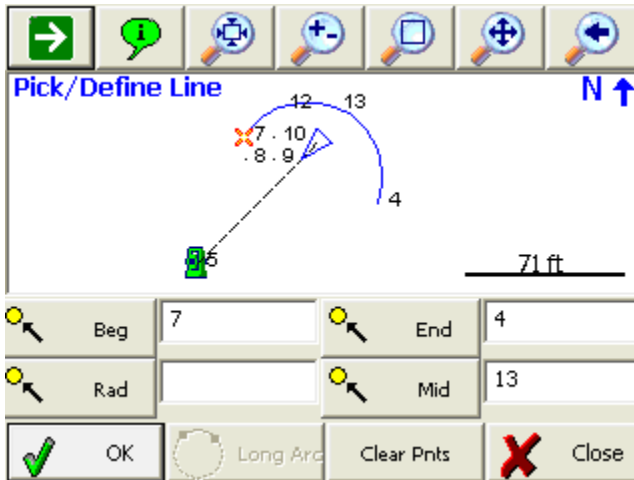 Pick/Define Line
N
12 13
7 . 10
. 8 . 9
4
5
71 ft
Beg 7 End 4
Rad Mid 13
OK Long Arc Clear Pnts Close